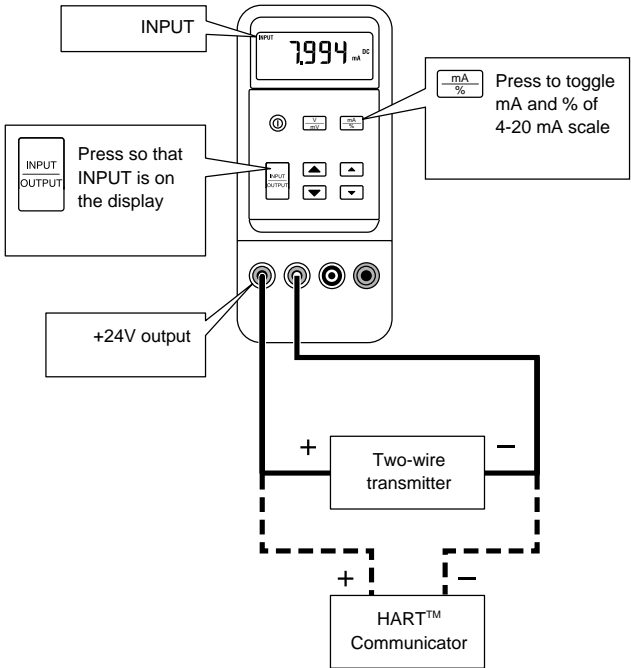 INPUT
INPUT
7.994 mA DC
mA
%
Press to toggle
mA and % of
4-20 mA scale
V
mV
mA
%
INPUT
OUTPUT
Press so that
INPUT is on
the display
INPUT
OUTPUT
+24V output
+
−
Two-wire
transmitter
+
−
HART™
Communicator